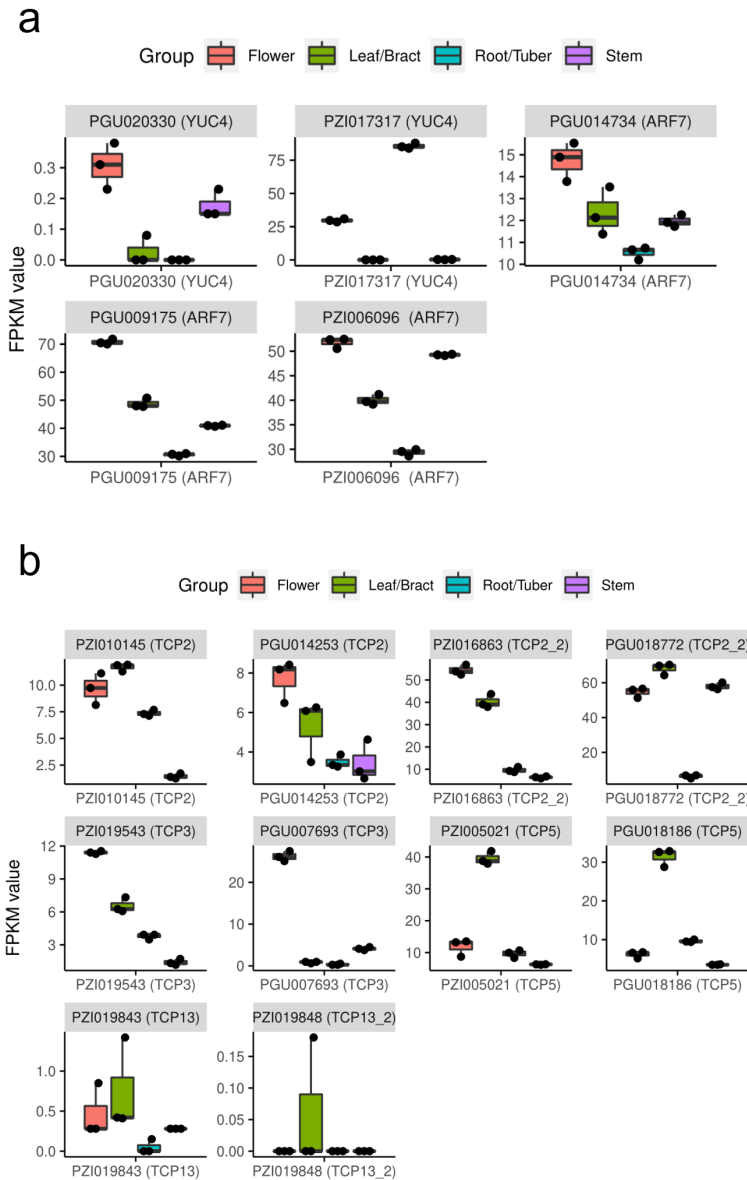 a
Group Flower Leaf/Bract Root/Tuber Stem
FPKM value
PGU020330 (YUC4) PZI017317 (YUC4) PGU014734 (ARF7)
0.3 0.2 0.1 0.0
75 50 25 0
15 14 13 12 11 10
PGU020330 (YUC4) PZI017317 (YUC4) PGU014734 (ARF7)
PGU009175 (ARF7) PZI006096 (ARF7)
70 60 50 40 30
50 40 30
PGU009175 (ARF7) PZI006096 (ARF7)
b
Group Flower Leaf/Bract Root/Tuber Stem
FPKM value
PZI010145 (TCP2) PGU014253 (TCP2) PZI016863 (TCP2_2) PGU018772 (TCP2_2)
10.0 7.5 5.0 2.5
8 6 4
50 40 30 20 10
60 40 20
PZI010145 (TCP2) PGU014253 (TCP2) PZI016863 (TCP2_2) PGU018772 (TCP2_2)
PZI019543 (TCP3) PGU007693 (TCP3) PZI005021 (TCP5) PGU018186 (TCP5)
12 9 6 3
20 10 0
40 30 20 10
30 20 10
PZI019543 (TCP3) PGU007693 (TCP3) PZI005021 (TCP5) PGU018186 (TCP5)
PZI019843 (TCP13) PZI019848 (TCP13_2)
1.0 0.5 0.0
0.15 0.10 0.05 0.00
PZI019843 (TCP13) PZI019848 (TCP13_2)